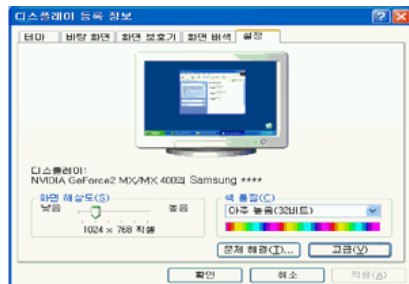 디스플레이 등록 정보
테마 바탕 화면 화면 보호기 화면 배색 설정
디스플레이:
NVIDIA GeForce2 MX/MX 400의 Samsung ****
화면 해상도(S)
낮음 높음
1024 × 768 픽셀
색 품질(C)
아주 높음(32비트)
문제 해결(T)... 고급(V)
확인 취소 적용(A)